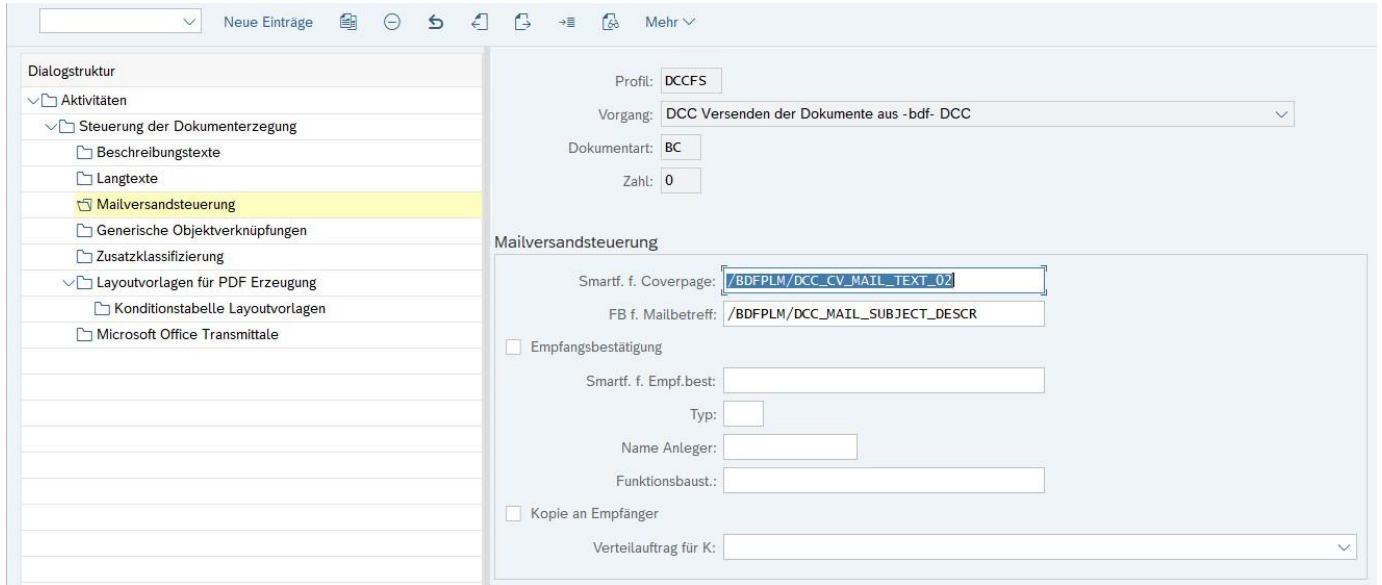 Neue Einträge Mehr
Dialogstruktur
Aktivitäten
Steuerung der Dokumenterzegung
Beschreibungstexte
Langtexte
Mailversandsteuerung
Generische Objektverknüpfungen
Zusatzklassifizierung
Layoutvorlagen für PDF Erzeugung
Konditionstabelle Layoutvorlagen
Microsoft Office Transmittale
Profil: DCCFS
Vorgang: DCC Versenden der Dokumente aus -bdf- DCC
Dokumentart: BC
Zahl: 0
Mailversandsteuerung
Smartf. f. Coverpage: /BDFPLM/DCC_CV_MAIL_TEXT_02
FB f. Mailbetreff: /BDFPLM/DCC_MAIL_SUBJECT_DESCR
Empfangsbestätigung
Smartf. f. Empf.best:
Typ:
Name Anleger:
Funktionsbaust.:
Kopie an Empfänger
Verteilauftrag für K: